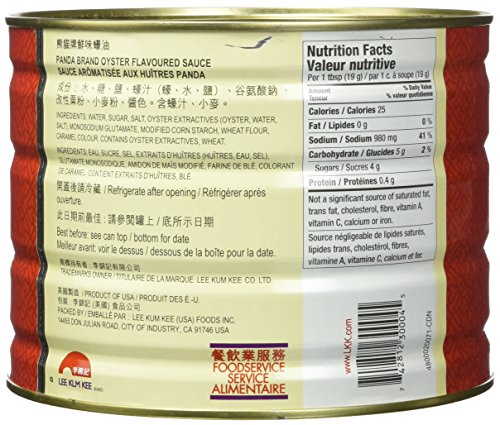 熊貓牌鮮味蠔油
PANDA BRAND OYSTER FLAVOURED SAUCE
SAUCE ARÔMATISÉE AUX HUÎTRES PANDA
成份：水、糖、鹽、蠔汁（蠔、水、鹽）、谷氨酸鈉、
改性粟粉、小麥粉、醬色。含蠔汁、小麥。
INGREDIENTS: WATER, SUGAR, SALT, OYSTER EXTRACTIVES (OYSTER, WATER,
SALT), MONOSODIUM GLUTAMATE, MODIFIED CORN STARCH, WHEAT FLOUR,
CARAMEL COLOUR. CONTAINS OYSTER EXTRACTIVES, WHEAT.
INGRÉDIENTS: EAU, SUCRE, SEL, EXTRAITS D'HUÎTRES (HUÎTRES, EAU, SEL),
GLUTAMATE MONOSODIQUE, AMIDON DE MAÏS MODIFIÉ, FARINE DE BLÉ, COLORANT
DE CARAMEL. CONTIENT EXTRAITS D'HUÎTRES, BLÉ.
開蓋後請冷藏 / Refrigerate after opening / Réfrigérer après
ouverture.
此日期前最佳：請參閱罐上 / 底所示日期
Best before: see can top / bottom for date
Meilleur avant: voir le dessus / dessous de la boîte pour la date.
商標持有者：李錦記有限公司
TRADEMARKS OWNER / TITULAIRE DE LA MARQUE: LEE KUM KEE CO. LTD.
美國製造 / PRODUCT OF USA / PRODUIT DES É.-U.
包裝：李錦記（美國）食品公司
PACKED BY / EMBALLÉ PAR: LEE KUM KEE (USA) FOODS INC.
14455 DON JULIAN ROAD, CITY OF INDUSTRY, CA 91746 USA
李錦記
LEE KUM KEE
餐飲業服務
FOODSERVICE
SERVICE
ALIMENTAIRE
Nutrition Facts
Valeur nutritive
Per 1 tbsp (19 g) / par 1 c. à soupe (19 g)
Amount
Teneur
% Daily Value
% valeur quotidienne
Calories / Calories 25
Fat / Lipides 0 g 0 %
Sodium / Sodium 980 mg 41 %
Carbohydrate / Glucides 5 g 2 %
Sugars / Sucres 4 g
Protein / Protéines 0.4 g
Not a significant source of saturated fat,
trans fat, cholesterol, fibre, vitamin A,
vitamin C, calcium or iron.
Source négligeable de lipides saturés,
lipides trans, cholestérol, fibres,
vitamine A, vitamine C, calcium et fer.
www.LKK.com
7 42812 30004 5
4800020071-CDN